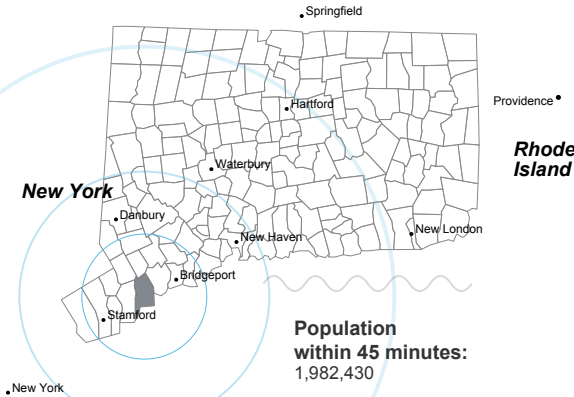 Springfield
Providence
Hartford
Rhode
Island
Waterbury
New York
Danbury
New London
New Haven
Bridgeport
Stamford
Population
within 45 minutes:
1,982,430
New York